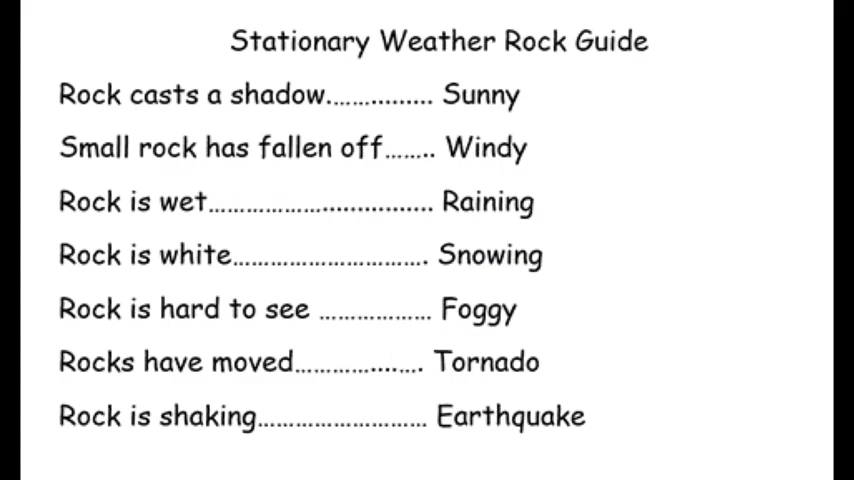 Stationary Weather Rock Guide
Rock casts a shadow................ Sunny
Small rock has fallen off........ Windy
Rock is wet.................................. Raining
Rock is white............................... Snowing
Rock is hard to see .................. Foggy
Rocks have moved.................... Tornado
Rock is shaking........................... Earthquake